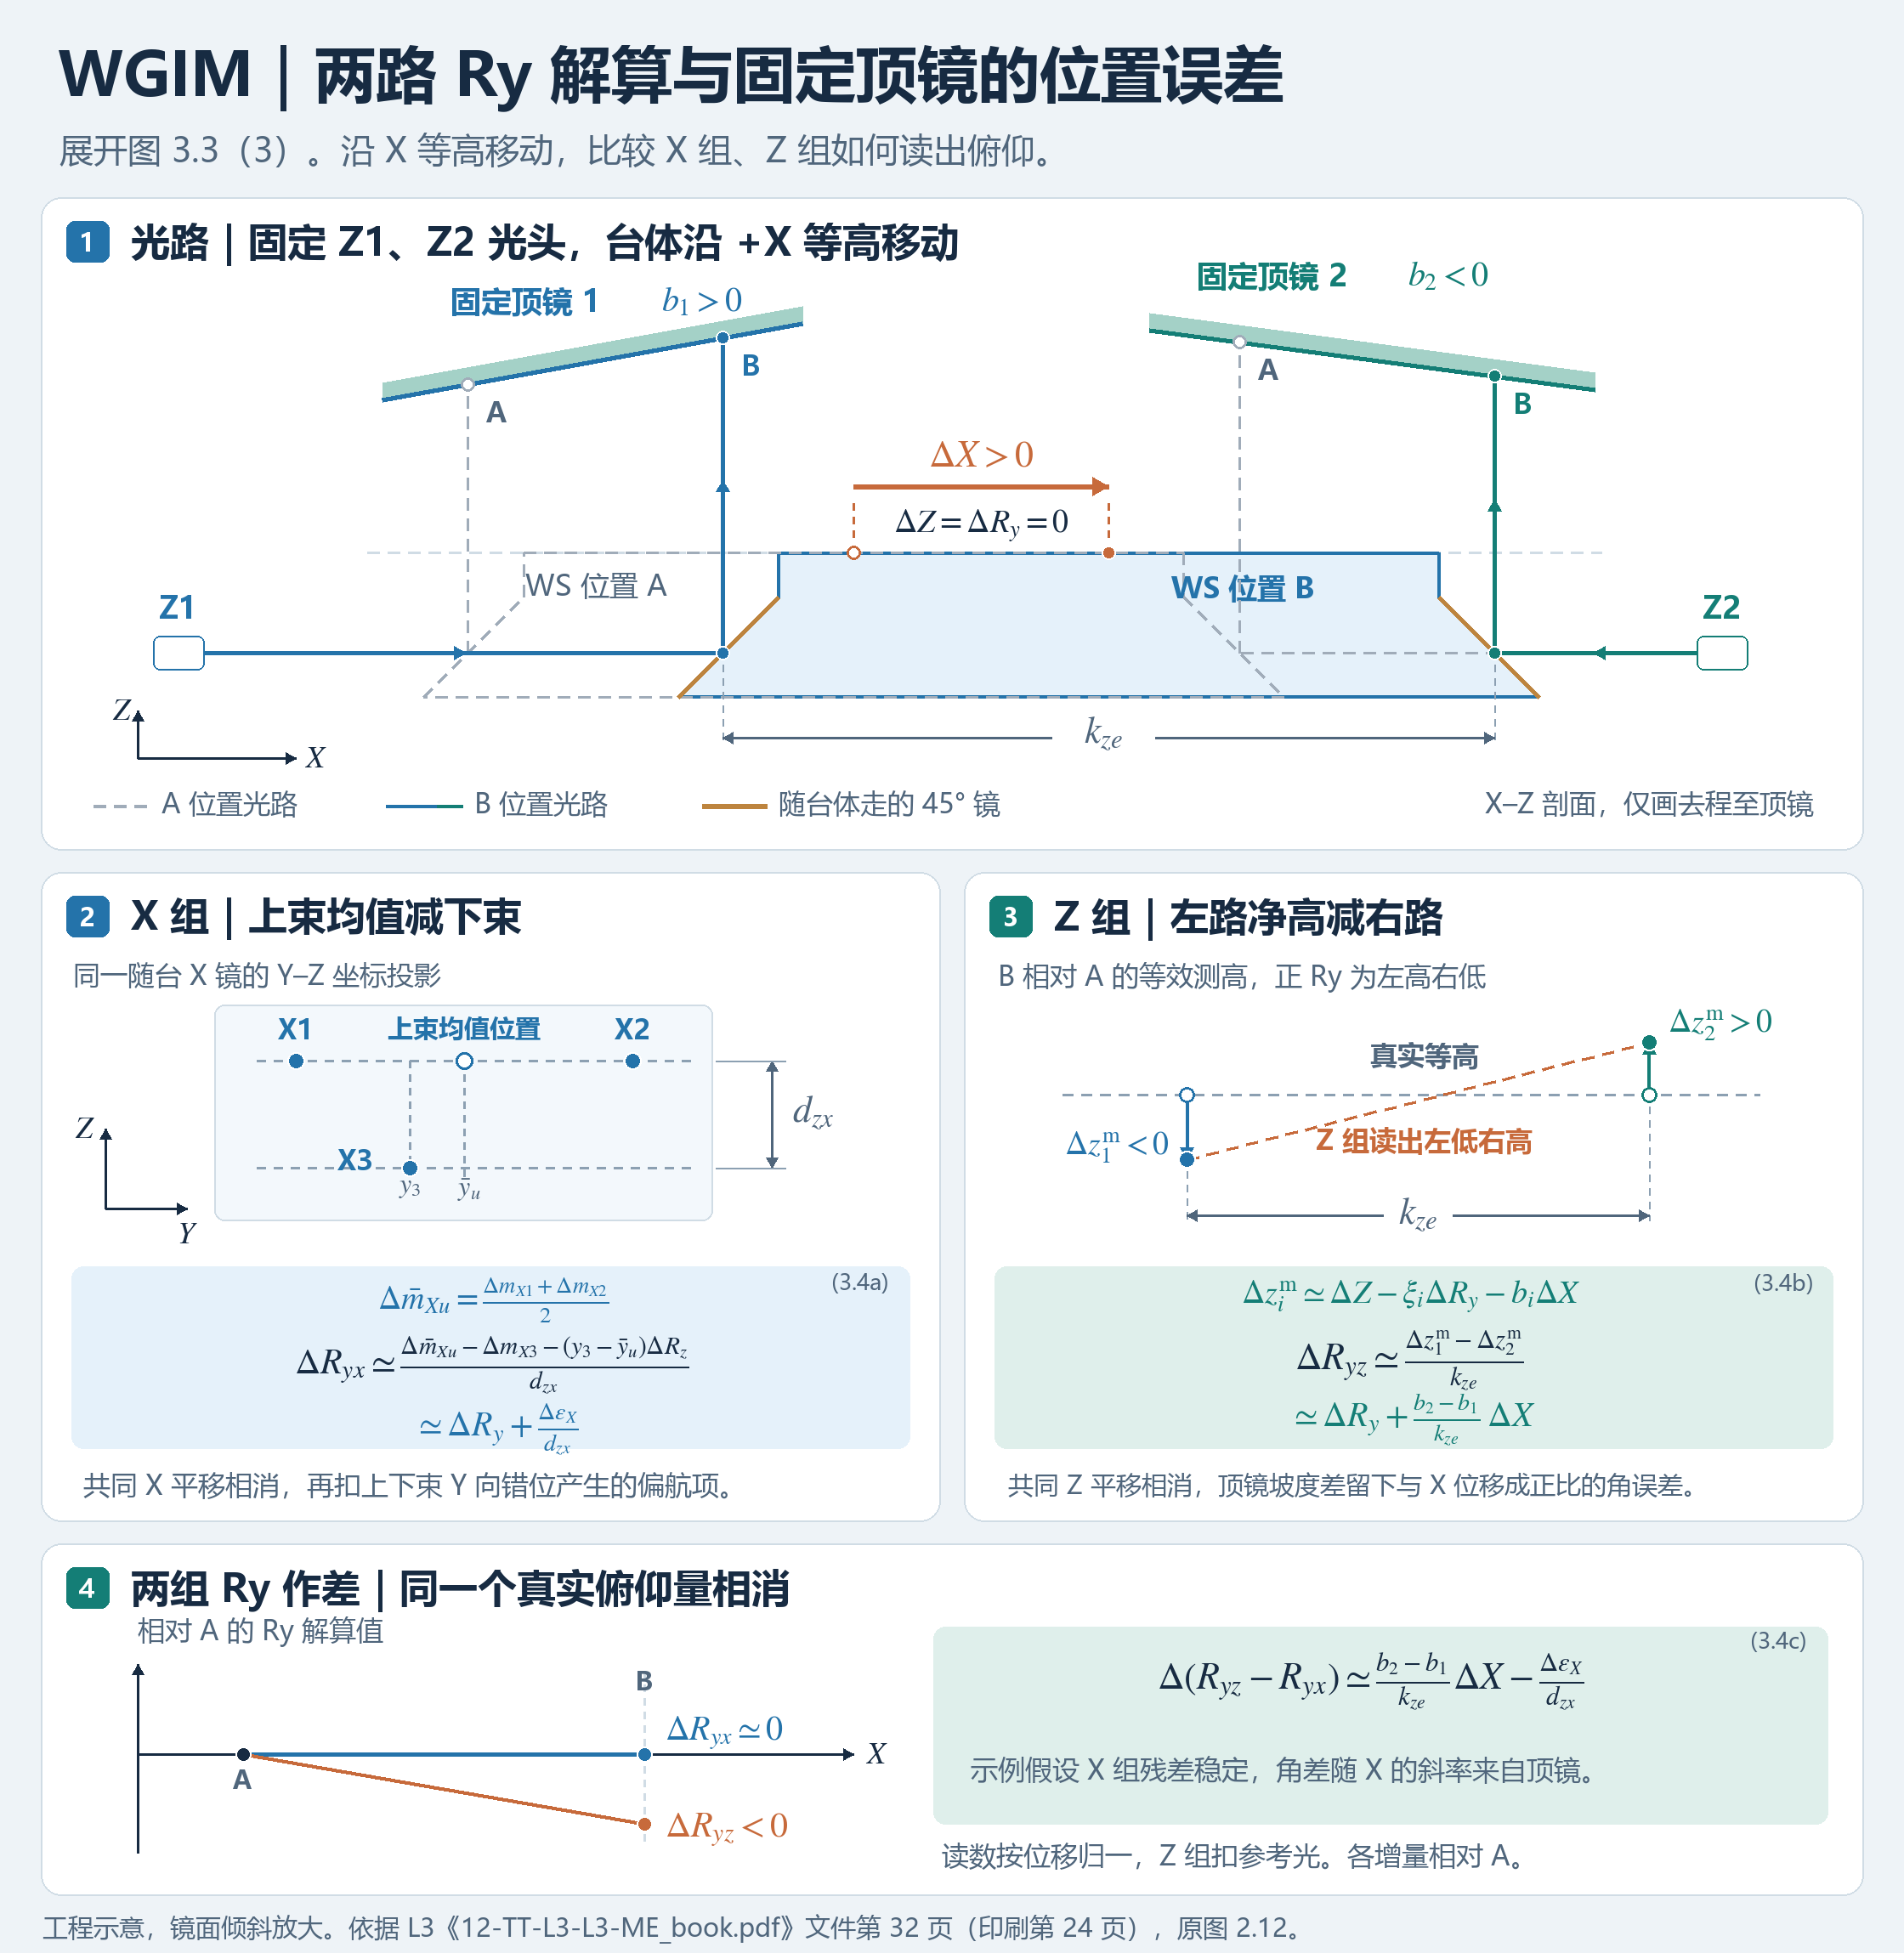 WGIM｜两路 Ry 解算与固定顶镜的位置误差
展开图 3.3（3）。沿 X 等高移动，比较 X 组、Z 组如何读出俯仰。
1 光路｜固定 Z1、Z2 光头，台体沿 +X 等高移动
固定顶镜 1 b₁ > 0
固定顶镜 2 b₂ < 0
B
A
A
B
ΔX > 0
ΔZ = ΔR_y = 0
WS 位置 A
WS 位置 B
Z1
Z2
k_ze
Z
X
A 位置光路
B 位置光路
随台体走的 45° 镜
X–Z 剖面，仅画去程至顶镜
2 X 组｜上束均值减下束
同一随台 X 镜的 Y–Z 坐标投影
X1 上束均值位置 X2
d_zx
Z
X3
y₃ ȳ_u
Y
(3.4a)
Δm̄_Xu = (Δm_X1 + Δm_X2)/2
ΔR_yx ≃ (Δm̄_Xu − Δm_X3 − (y₃ − ȳ_u)ΔR_z)/d_zx
≃ ΔR_y + Δε_X/d_zx
共同 X 平移相消，再扣上下束 Y 向错位产生的偏航项。
3 Z 组｜左路净高减右路
B 相对 A 的等效测高，正 Ry 为左高右低
Δz₂^m > 0
真实等高
Δz₁^m < 0
Z 组读出左低右高
k_ze
(3.4b)
Δz_i^m ≃ ΔZ − ξ_iΔR_y − b_iΔX
ΔR_yz ≃ (Δz₁^m − Δz₂^m)/k_ze
≃ ΔR_y + (b₂ − b₁)/k_ze ΔX
共同 Z 平移相消，顶镜坡度差留下与 X 位移成正比的角误差。
4 两组 Ry 作差｜同一个真实俯仰量相消
相对 A 的 Ry 解算值
B
ΔR_yx ≃ 0
X
A
ΔR_yz < 0
(3.4c)
Δ(R_yz − R_yx) ≃ (b₂ − b₁)/k_ze ΔX − Δε_X/d_zx
示例假设 X 组残差稳定，角差随 X 的斜率来自顶镜。
读数按位移归一，Z 组扣参考光。各增量相对 A。
工程示意，镜面倾斜放大。依据 L3《12-TT-L3-L3-ME_book.pdf》文件第 32 页（印刷第 24 页），原图 2.12。